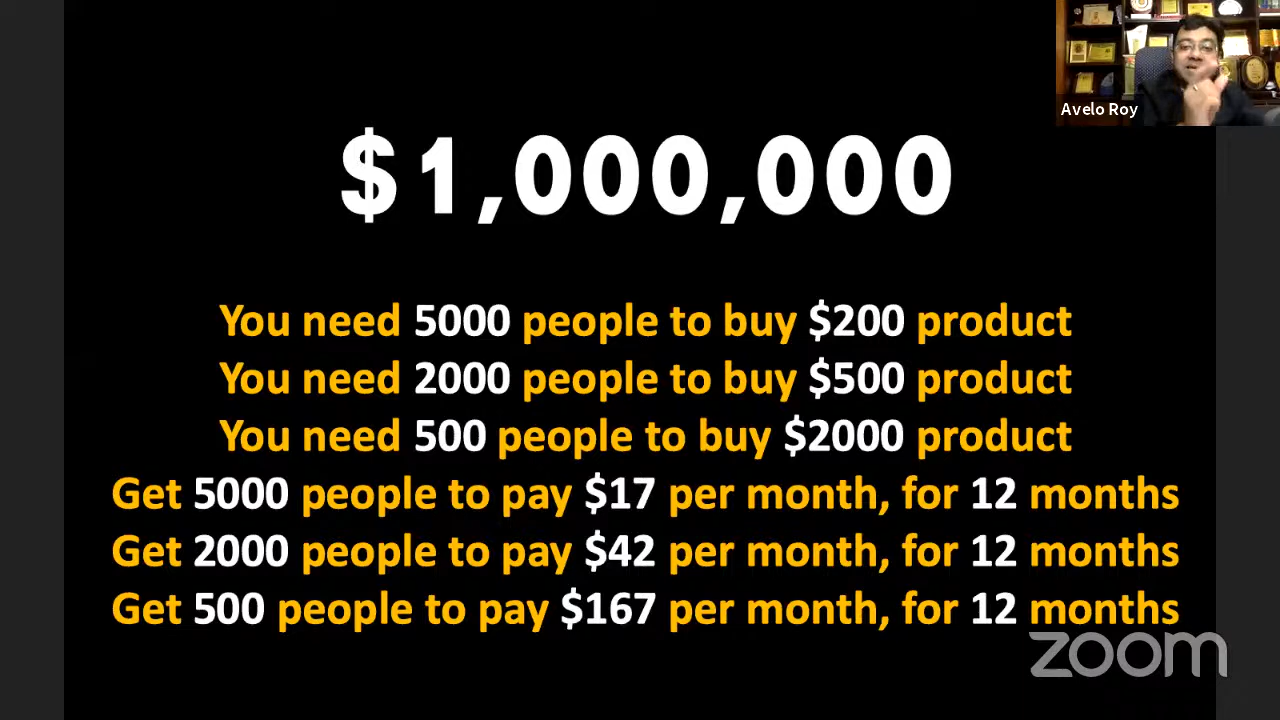 Avelo Roy
$1,000,000
You need 5000 people to buy $200 product
You need 2000 people to buy $500 product
You need 500 people to buy $2000 product
Get 5000 people to pay $17 per month, for 12 months
Get 2000 people to pay $42 per month, for 12 months
Get 500 people to pay $167 per month, for 12 months
zoom